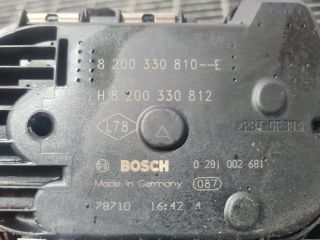 8 200 330 810--E
H 8 200 330 812
L78
BOSCH 0 281 002 681
Made in Germany 087
78710 16:42 4